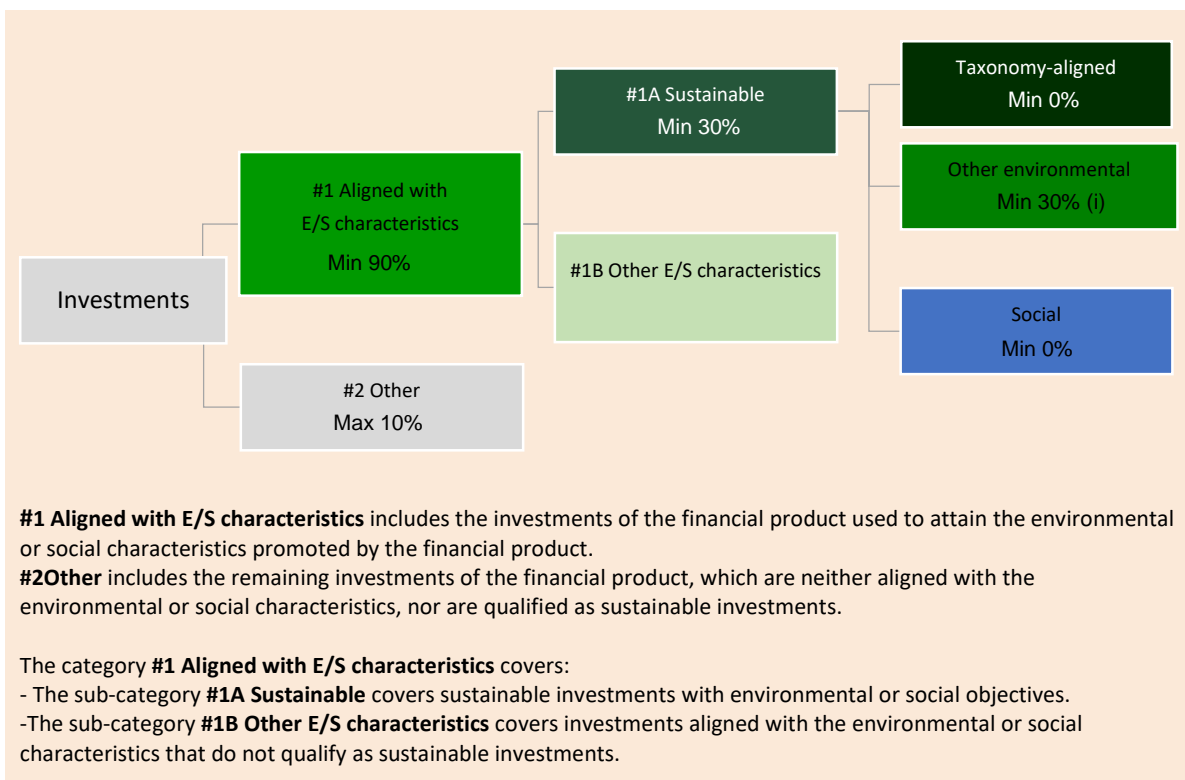 Investments
#1 Aligned with
E/S characteristics
Min 90%
#2 Other
Max 10%
#1A Sustainable
Min 30%
#1B Other E/S characteristics
Taxonomy-aligned
Min 0%
Other environmental
Min 30% (i)
Social
Min 0%
#1 Aligned with E/S characteristics includes the investments of the financial product used to attain the environmental
or social characteristics promoted by the financial product.
#2Other includes the remaining investments of the financial product, which are neither aligned with the
environmental or social characteristics, nor are qualified as sustainable investments.
The category #1 Aligned with E/S characteristics covers:
- The sub-category #1A Sustainable covers sustainable investments with environmental or social objectives.
-The sub-category #1B Other E/S characteristics covers investments aligned with the environmental or social
characteristics that do not qualify as sustainable investments.